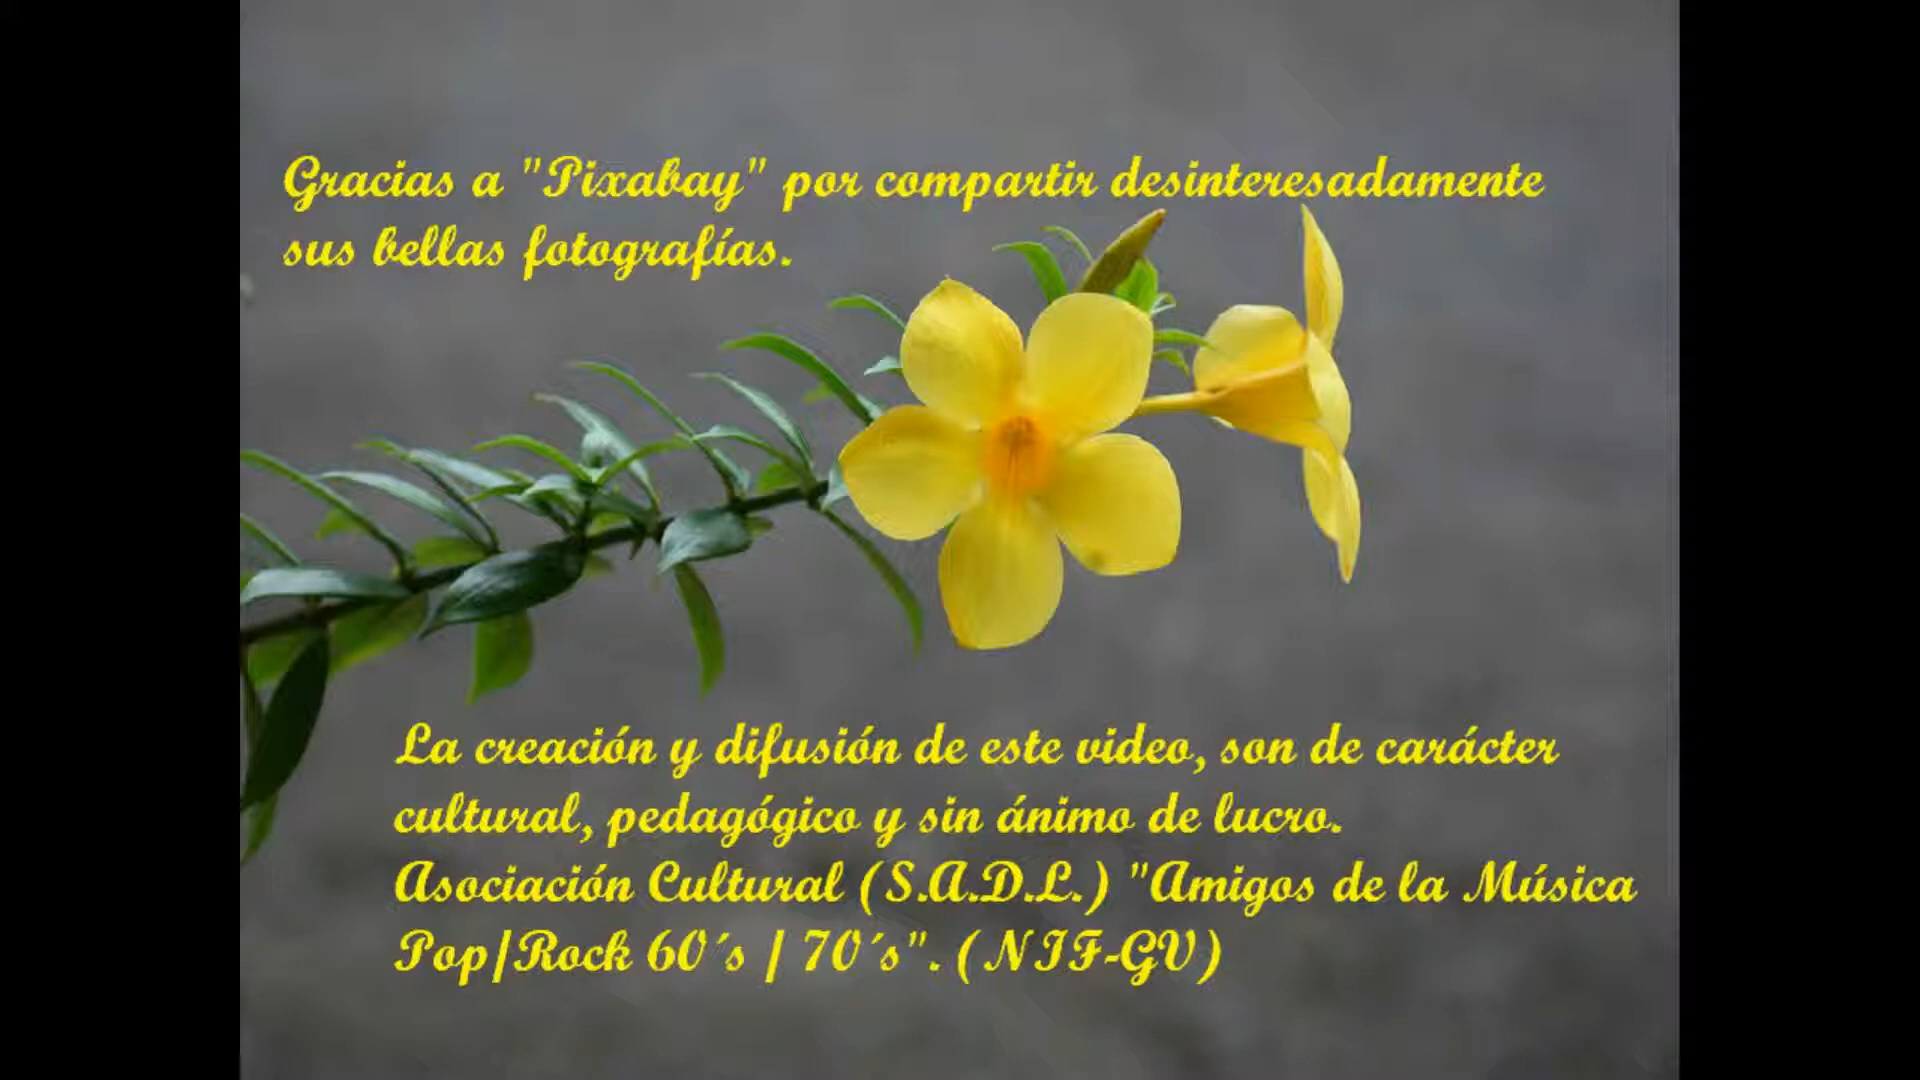 Gracias a "Pixabay" por compartir desinteresadamente
sus bellas fotografías.
La creación y difusión de este video, son de carácter
cultural, pedagógico y sin ánimo de lucro.
Asociación Cultural (S.A.D.L.) "Amigos de la Música
Pop/Rock 60´s / 70´s". (NIF-GV)